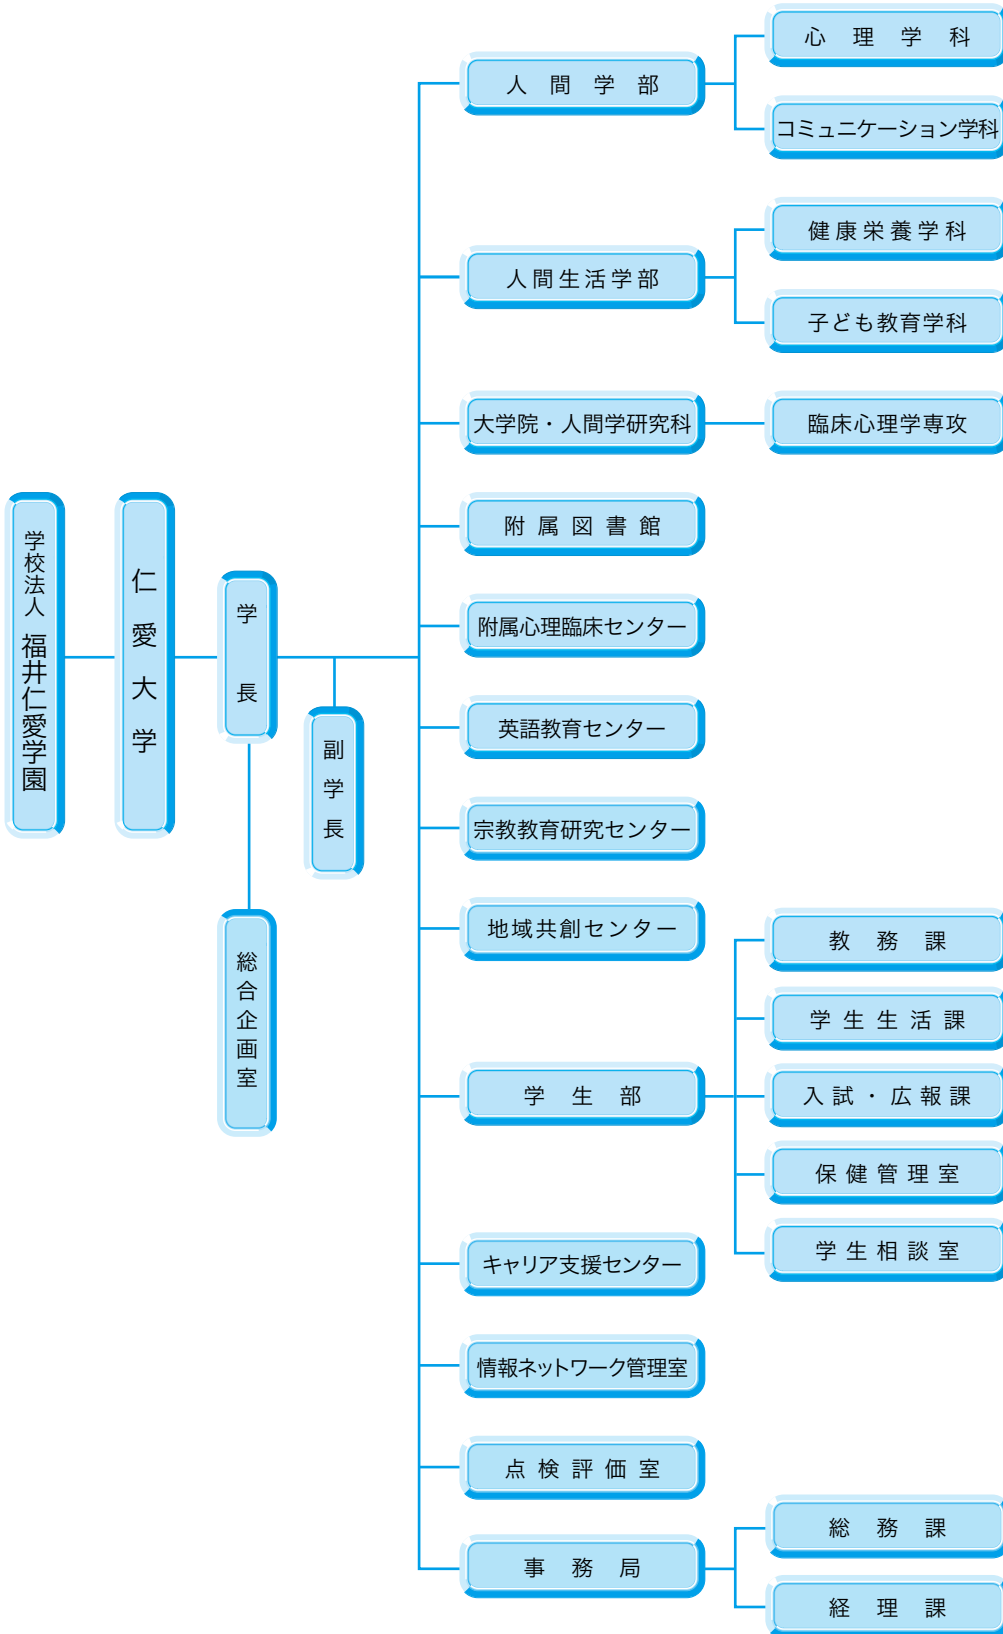 学校法人 福井仁愛学園
仁愛大学
学長
副学長
総合企画室
人間学部
心理学科
コミュニケーション学科
人間生活学部
健康栄養学科
子ども教育学科
大学院・人間学研究科
臨床心理学専攻
附属図書館
附属心理臨床センター
英語教育センター
宗教教育研究センター
地域共創センター
学生部
教務課
学生生活課
入試・広報課
保健管理室
学生相談室
キャリア支援センター
情報ネットワーク管理室
点検評価室
事務局
総務課
経理課